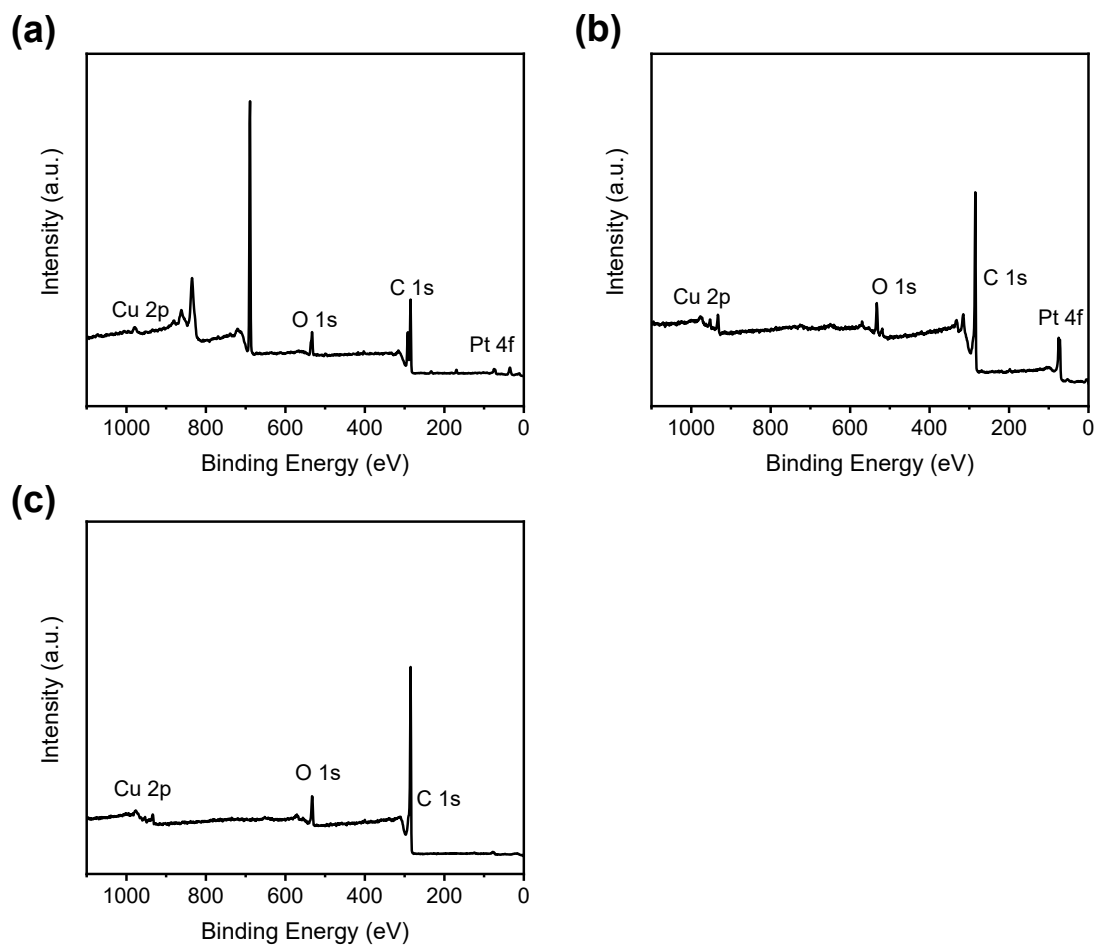 (a)
Intensity (a.u.)
Cu 2p
O 1s
C 1s
Pt 4f
1000 800 600 400 200 0
Binding Energy (eV)
(b)
Intensity (a.u.)
Cu 2p
O 1s
C 1s
Pt 4f
1000 800 600 400 200 0
Binding Energy (eV)
(c)
Intensity (a.u.)
Cu 2p
O 1s
C 1s
1000 800 600 400 200 0
Binding Energy (eV)